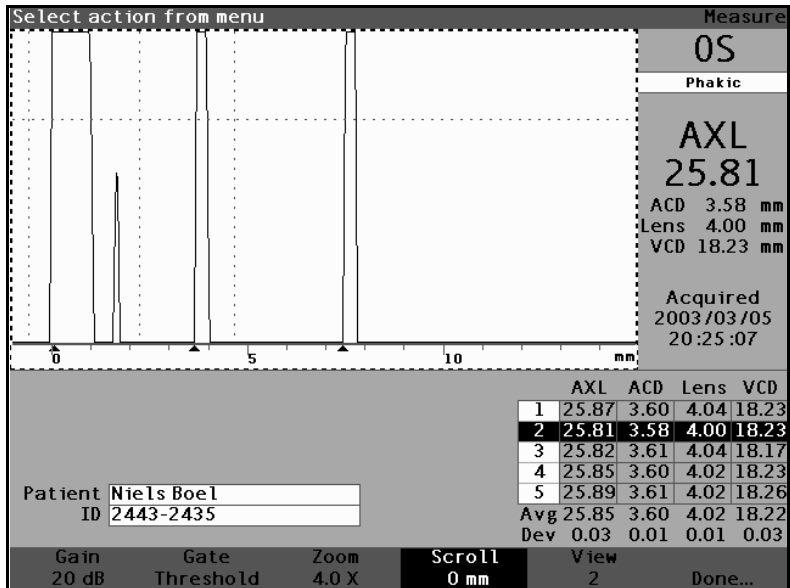 Select action from menu
Measure
OS
Phakic
AXL
25.81
ACD 3.58 mm
Lens 4.00 mm
VCD 18.23 mm
Acquired
2003/03/05
20:25:07
0 5 10 mm
AXL ACD Lens VCD
1 25.87 3.60 4.04 18.23
2 25.81 3.58 4.00 18.23
3 25.82 3.61 4.04 18.17
4 25.85 3.60 4.02 18.23
5 25.89 3.61 4.02 18.26
Avg 25.85 3.60 4.02 18.22
Dev 0.03 0.01 0.01 0.03
Patient Niels Boel
ID 2443-2435
Gain Gate Zoom Scroll View
20 dB Threshold 4.0 X 0 mm 2 Done...